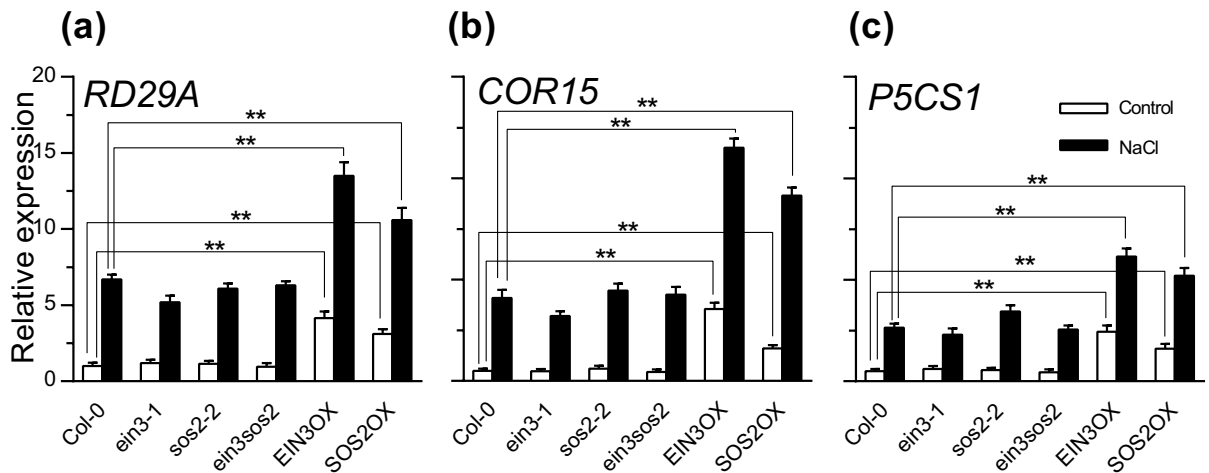 (a)
(b)
(c)
RD29A
COR15
P5CS1
Control
NaCl
Relative expression
20
15
10
5
0
**
**
**
**
**
**
**
**
**
**
**
**
Col-0
ein3-1
sos2-2
ein3sos2
EIN3OX
SOS2OX
Col-0
ein3-1
sos2-2
ein3sos2
EIN3OX
SOS2OX
Col-0
ein3-1
sos2-2
ein3sos2
EIN3OX
SOS2OX